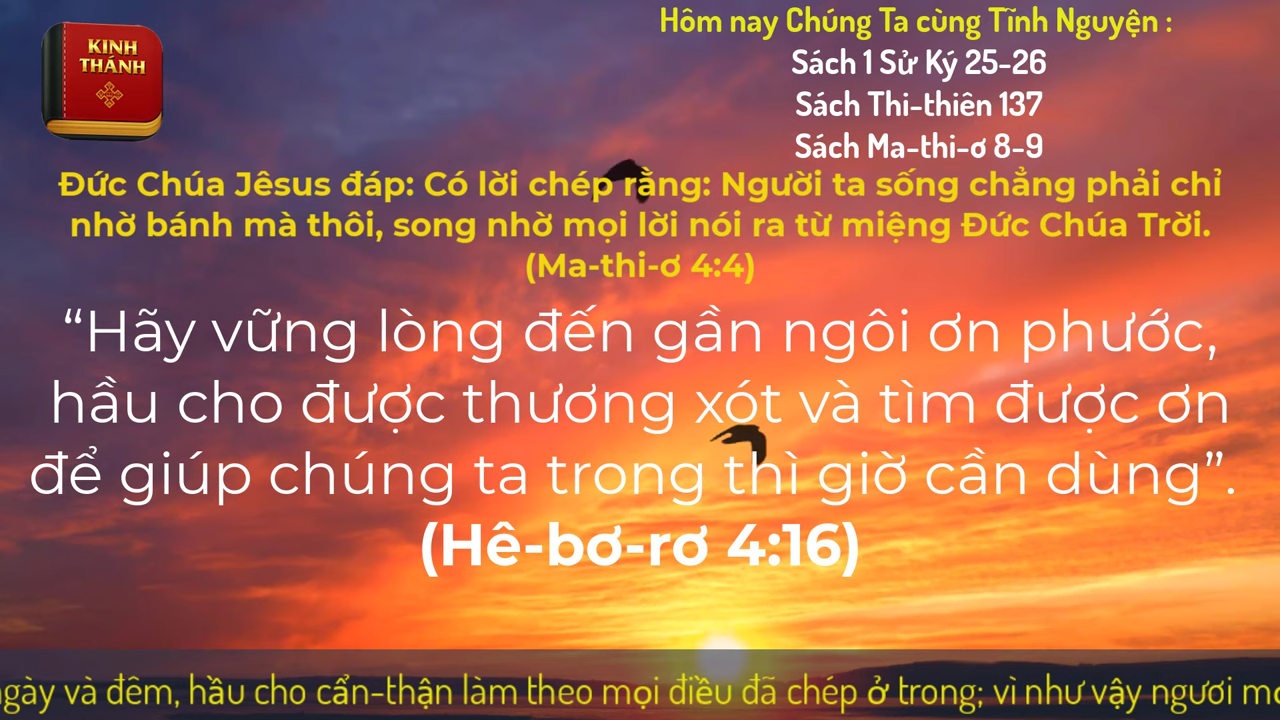 KINH
THÁNH
Hôm nay Chúng Ta cùng Tĩnh Nguyện :
Sách 1 Sử Ký 25-26
Sách Thi-thiên 137
Sách Ma-thi-ơ 8-9
Đức Chúa Jêsus đáp: Có lời chép rằng: Người ta sống chẳng phải chỉ
nhờ bánh mà thôi, song nhờ mọi lời nói ra từ miệng Đức Chúa Trời.
(Ma-thi-ơ 4:4)
“Hãy vững lòng đến gần ngôi ơn phước,
hầu cho được thương xót và tìm được ơn
để giúp chúng ta trong thì giờ cần dùng”.
(Hê-bơ-rơ 4:16)
và đêm, hầu cho cẩn-thận làm theo mọi điều đã chép ở trong; vì như vậy ngươi